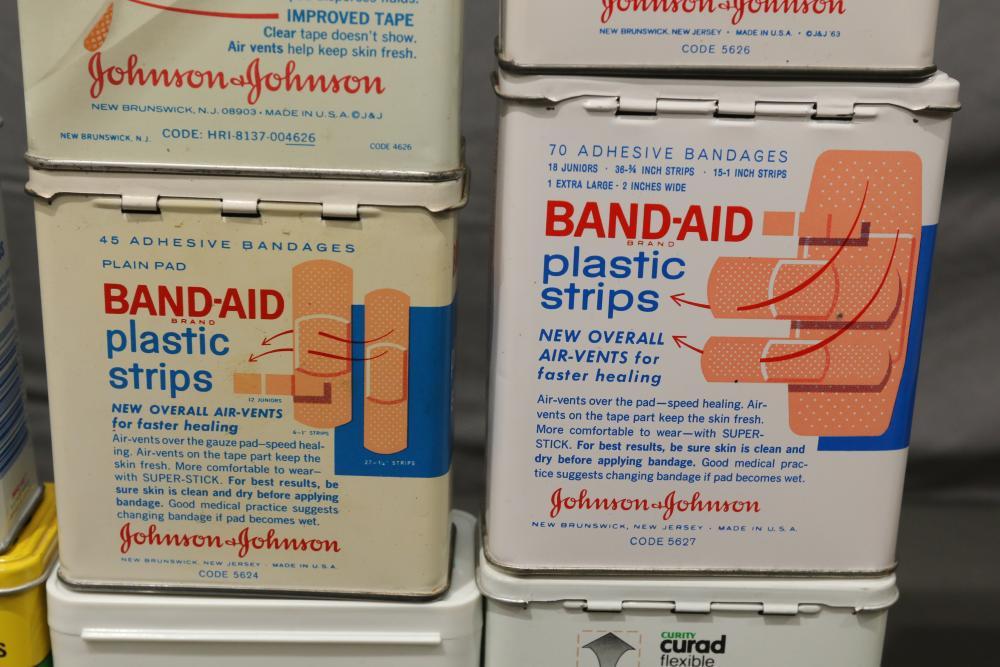 IMPROVED TAPE
Clear tape doesn't show.
Air vents help keep skin fresh.
Johnson & Johnson
NEW BRUNSWICK, N.J. 08903 · MADE IN U.S.A. © J&J
NEW BRUNSWICK, N.J.
CODE: HRI-8137-004626
CODE 4626
45 ADHESIVE BANDAGES
PLAIN PAD
BAND-AID
BRAND
plastic
strips
12 JUNIORS
6-1" STRIPS
27-¾" STRIPS
NEW OVERALL AIR-VENTS
for faster healing
Air-vents over the gauze pad—speed heal-
ing. Air-vents on the tape part keep the
skin fresh. More comfortable to wear—
with SUPER-STICK. For best results, be
sure skin is clean and dry before applying
bandage. Good medical practice suggests
changing bandage if pad becomes wet.
Johnson & Johnson
NEW BRUNSWICK, NEW JERSEY · MADE IN U.S.A.
CODE 5624
Johnson & Johnson
NEW BRUNSWICK, NEW JERSEY · MADE IN U.S.A. · © J&J '63
CODE 5626
70 ADHESIVE BANDAGES
18 JUNIORS · 36-¾ INCH STRIPS · 15-1 INCH STRIPS
1 EXTRA LARGE · 2 INCHES WIDE
BAND-AID
BRAND
plastic
strips
NEW OVERALL
AIR-VENTS for
faster healing
Air-vents over the pad—speed healing. Air-
vents on the tape part keep the skin fresh.
More comfortable to wear—with SUPER-
STICK. For best results, be sure skin is clean and
dry before applying bandage. Good medical prac-
tice suggests changing bandage if pad becomes wet.
Johnson & Johnson
NEW BRUNSWICK, NEW JERSEY · MADE IN U.S.A.
CODE 5627
CURITY
curad
flexible